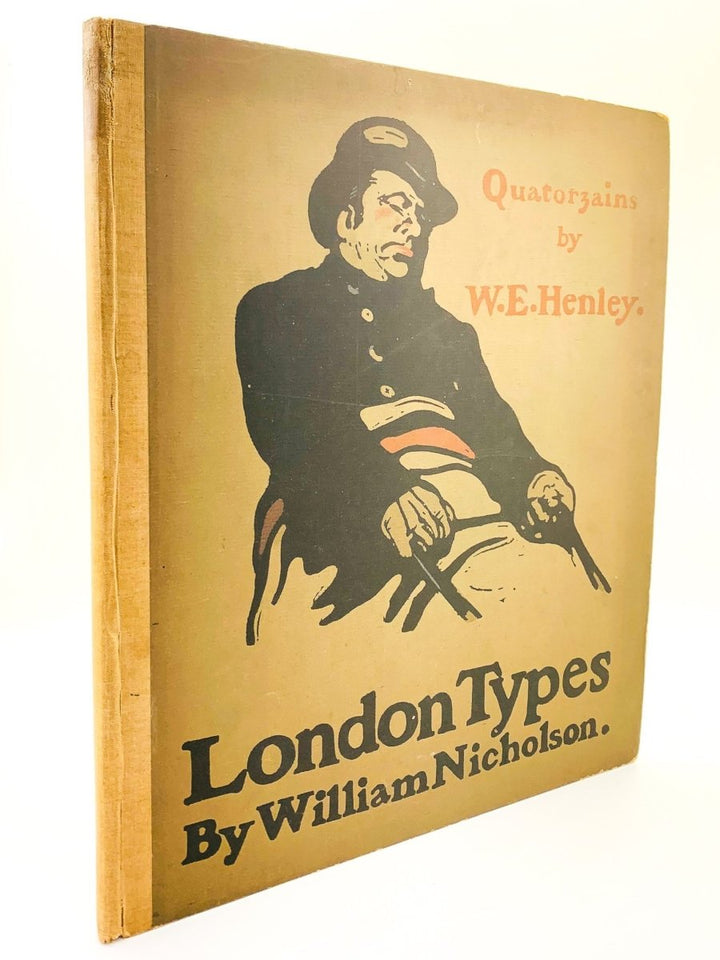 Quatorzains
by
W.E.Henley.
London Types
By William Nicholson.